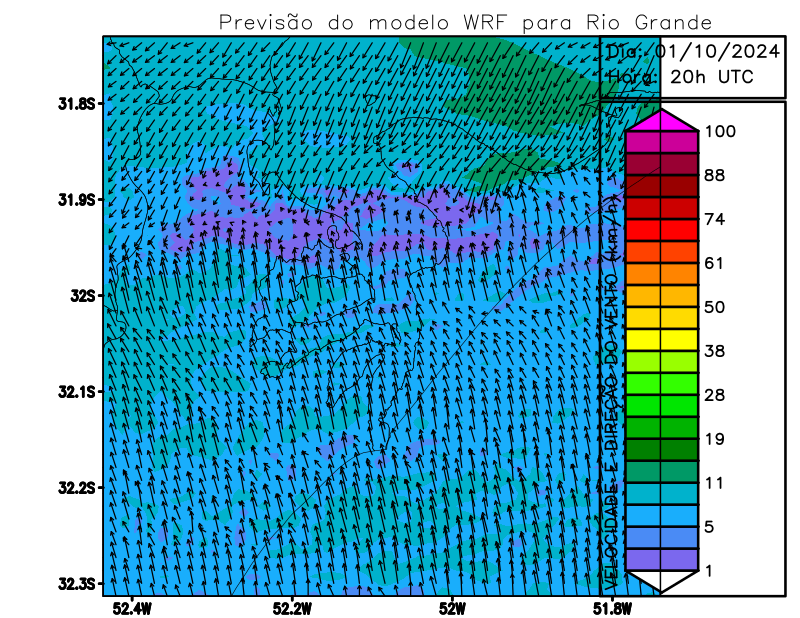 Previsão do modelo WRF para Rio Grande
Dia: 01/10/2024
Hora: 20h UTC
31.8S
31.9S
32S
32.1S
32.2S
32.3S
52.4W
52.2W
52W
51.8W
VELOCIDADE E DIREÇÃO DO VENTO (km/h)
100
88
74
61
50
38
28
19
11
5
1